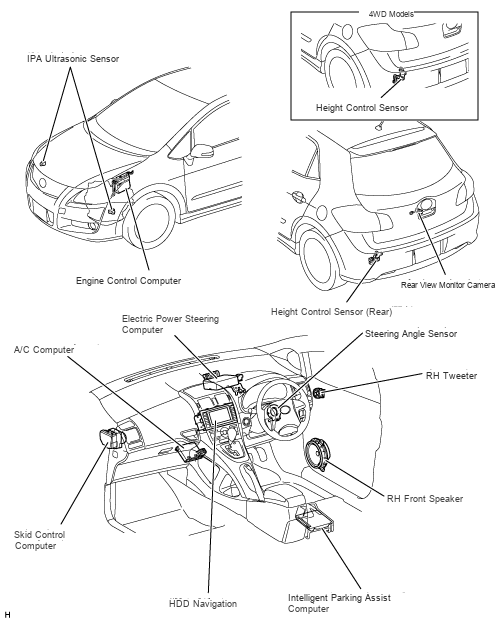 4WD Models
IPA Ultrasonic Sensor
Height Control Sensor
Engine Control Computer
Rear View Monitor Camera
Height Control Sensor (Rear)
Electric Power Steering
Computer
Steering Angle Sensor
A/C Computer
RH Tweeter
RH Front Speaker
Skid Control
Computer
HDD Navigation
Intelligent Parking Assist
Computer
H